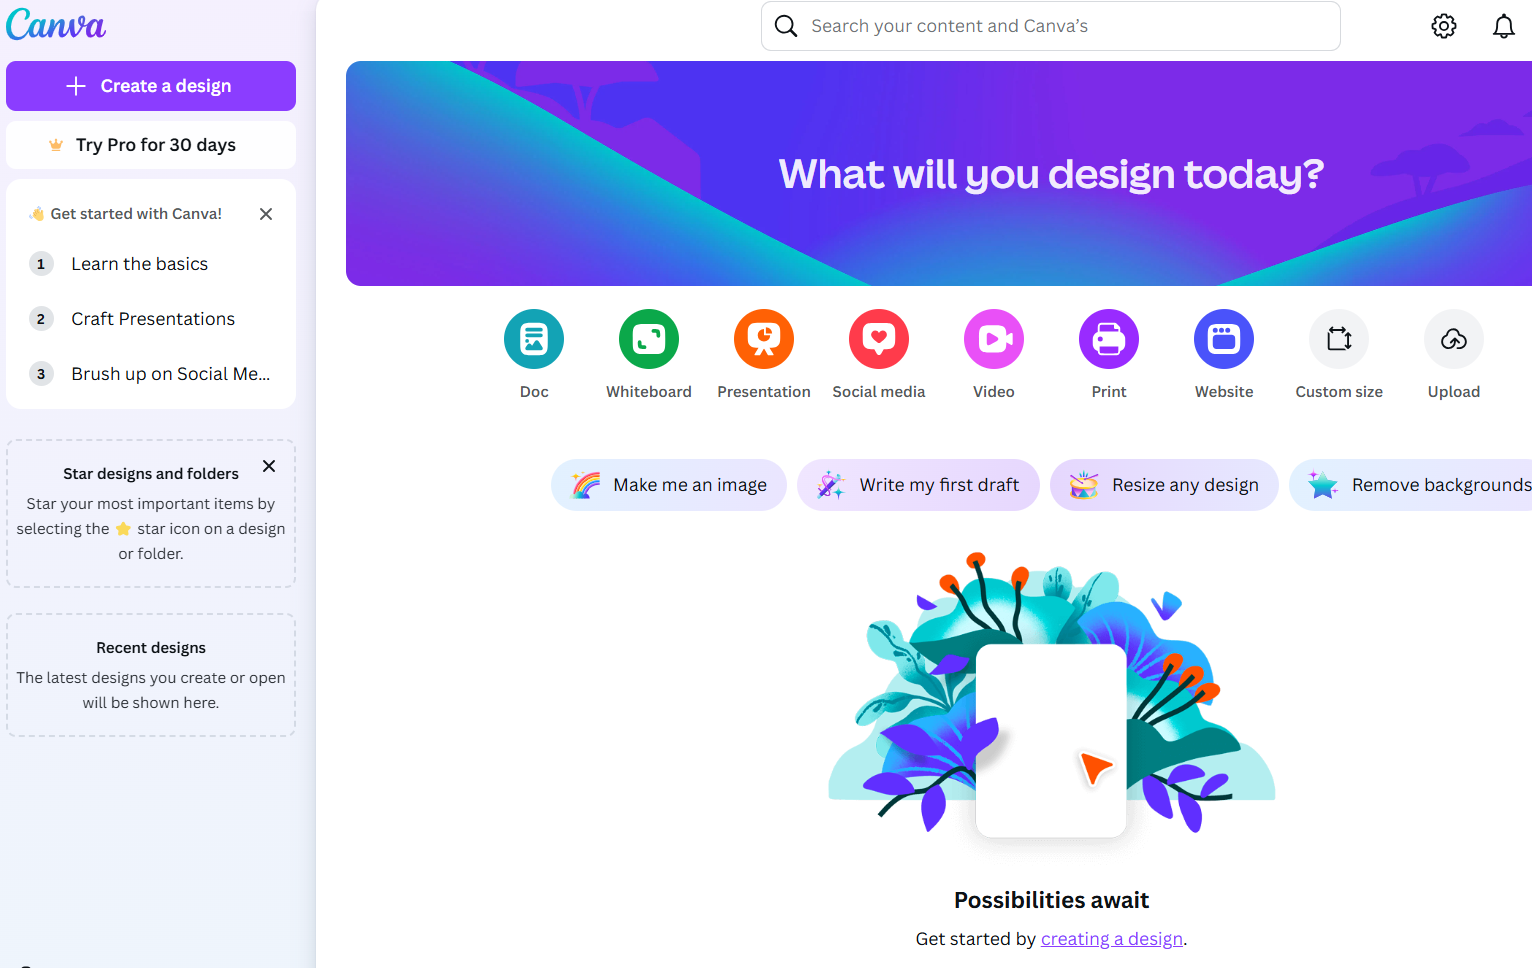 Canva
Create a design
Try Pro for 30 days
Get started with Canva!
1 Learn the basics
2 Craft Presentations
3 Brush up on Social Me...
Star designs and folders
Star your most important items by
selecting the star icon on a design
or folder.
Recent designs
The latest designs you create or open
will be shown here.
Search your content and Canva’s
What will you design today?
Doc Whiteboard Presentation Social media Video Print Website Custom size Upload
Make me an image Write my first draft Resize any design Remove backgrounds
Possibilities await
Get started by creating a design.